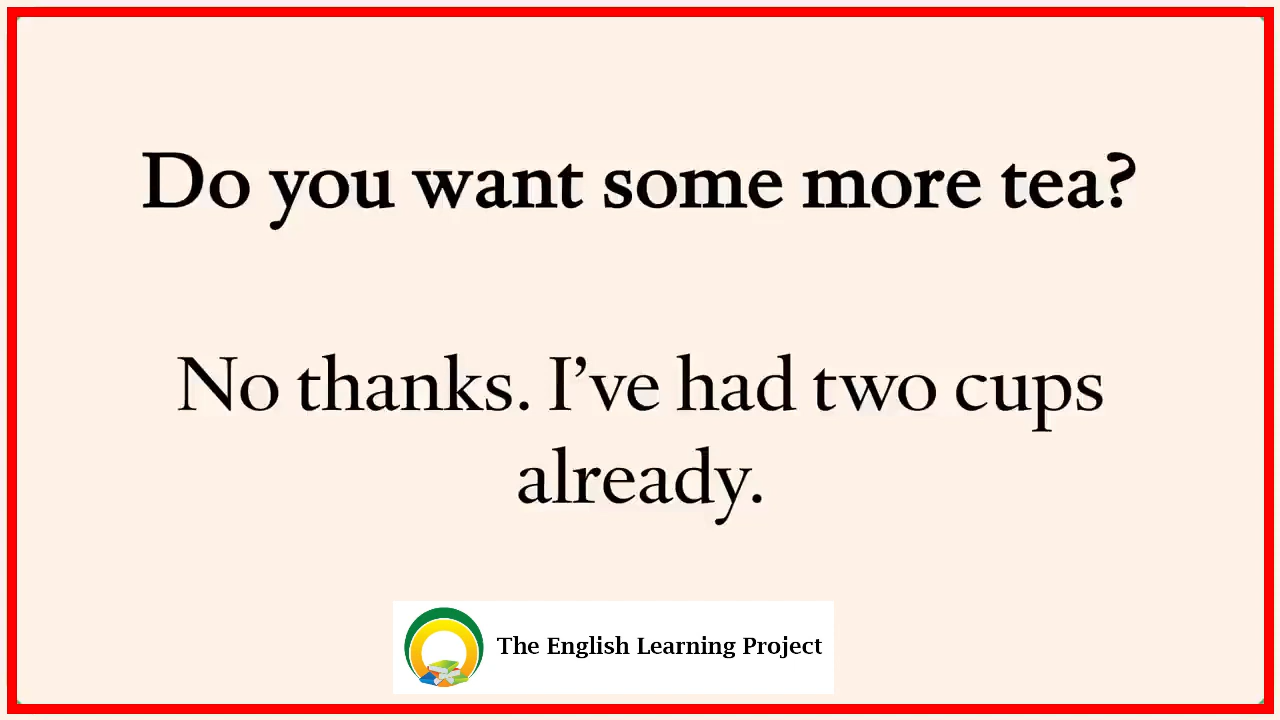 Do you want some more tea?
No thanks. I’ve had two cups
already.
The English Learning Project